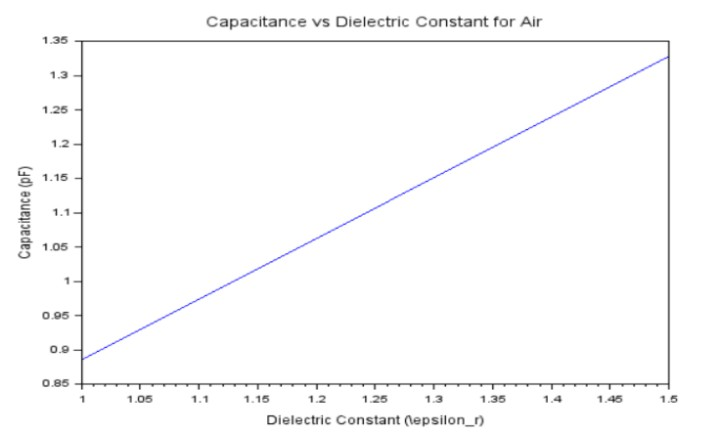 Capacitance vs Dielectric Constant for Air
1.35
1.3
1.25
1.2
1.15
1.1
1.05
1
0.95
0.9
0.85
Capacitance (pF)
1 1.05 1.1 1.15 1.2 1.25 1.3 1.35 1.4 1.45 1.5
Dielectric Constant (\epsilon_r)